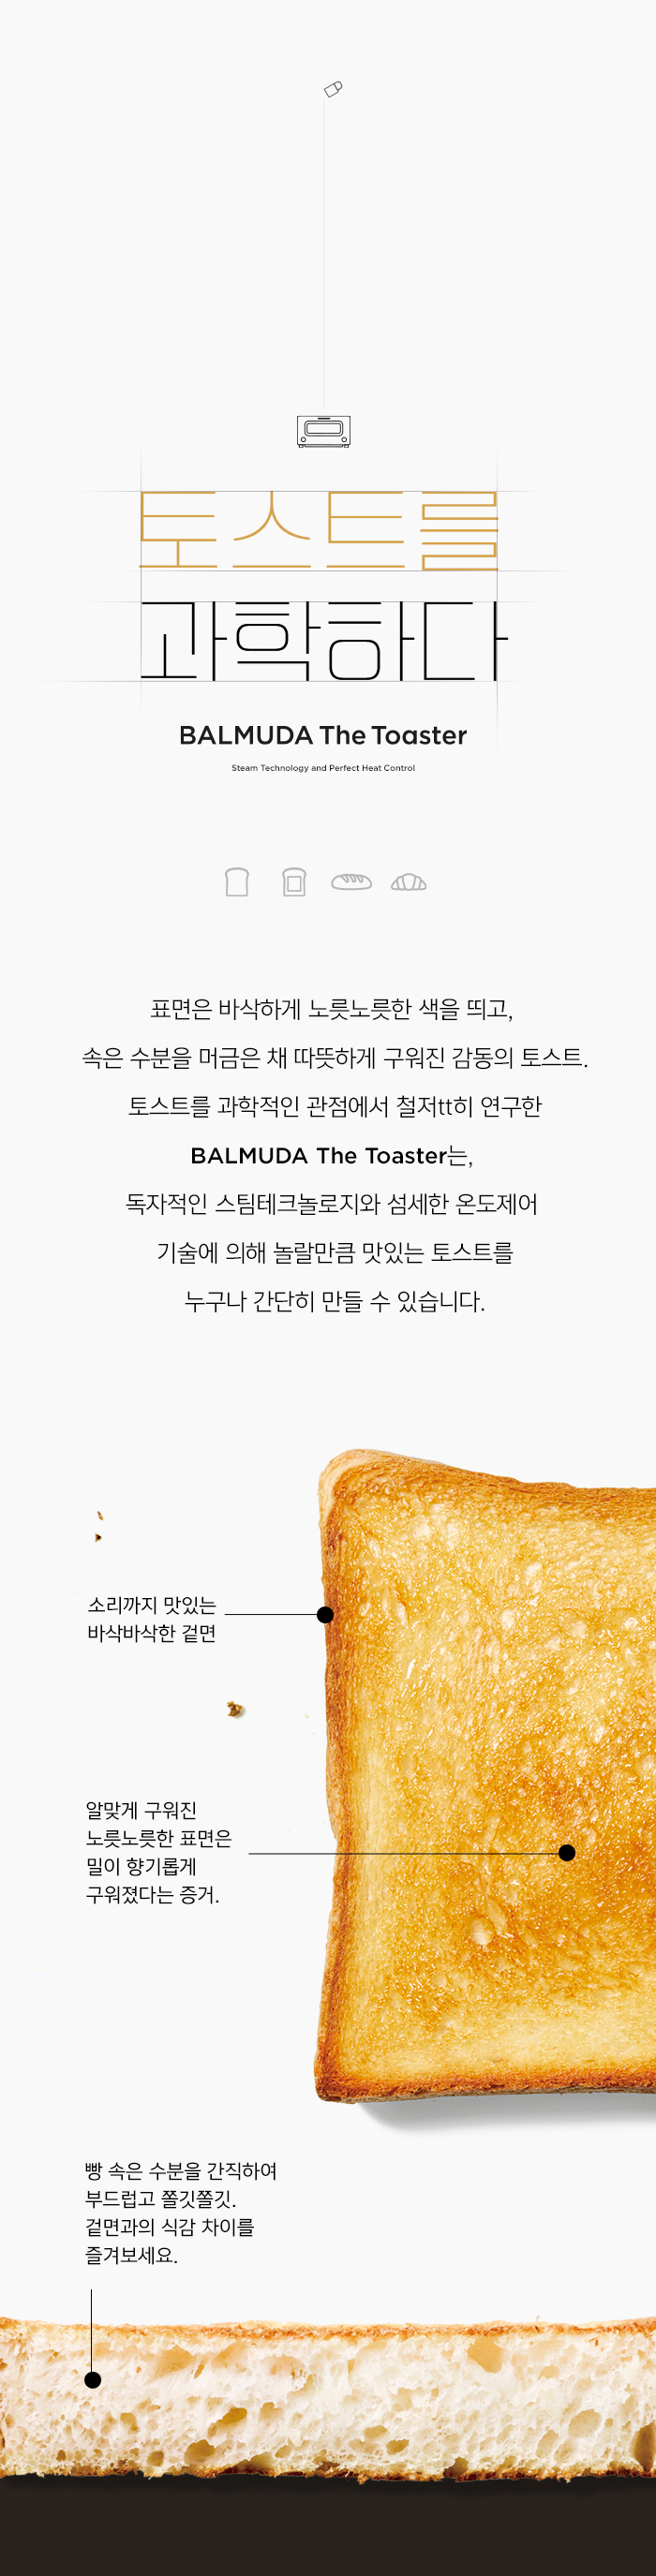 토스트를
과학하다
BALMUDA The Toaster
Steam Technology and Perfect Heat Control
표면은 바삭하게 노릇노릇한 색을 띄고,
속은 수분을 머금은 채 따뜻하게 구워진 감동의 토스트.
토스트를 과학적인 관점에서 철저tt히 연구한
BALMUDA The Toaster는,
독자적인 스팀테크놀로지와 섬세한 온도제어
기술에 의해 놀랄만큼 맛있는 토스트를
누구나 간단히 만들 수 있습니다.
소리까지 맛있는
바삭바삭한 겉면
알맞게 구워진
노릇노릇한 표면은
밀이 향기롭게
구워졌다는 증거.
빵 속은 수분을 간직하여
부드럽고 쫄깃쫄깃.
겉면과의 식감 차이를
즐겨보세요.